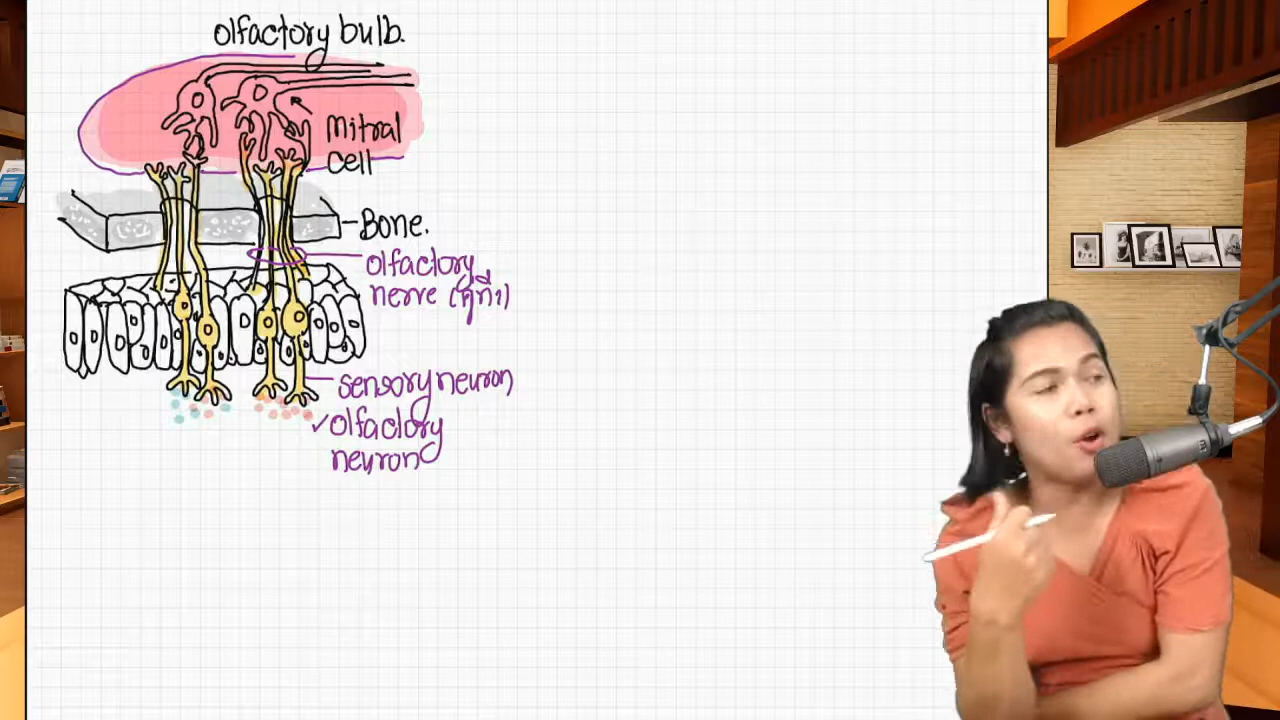 olfactory bulb.
Mitral
cell
Bone.
olfactory
nerve (คู่ที่1)
sensory neuron
✓olfactory
neuron